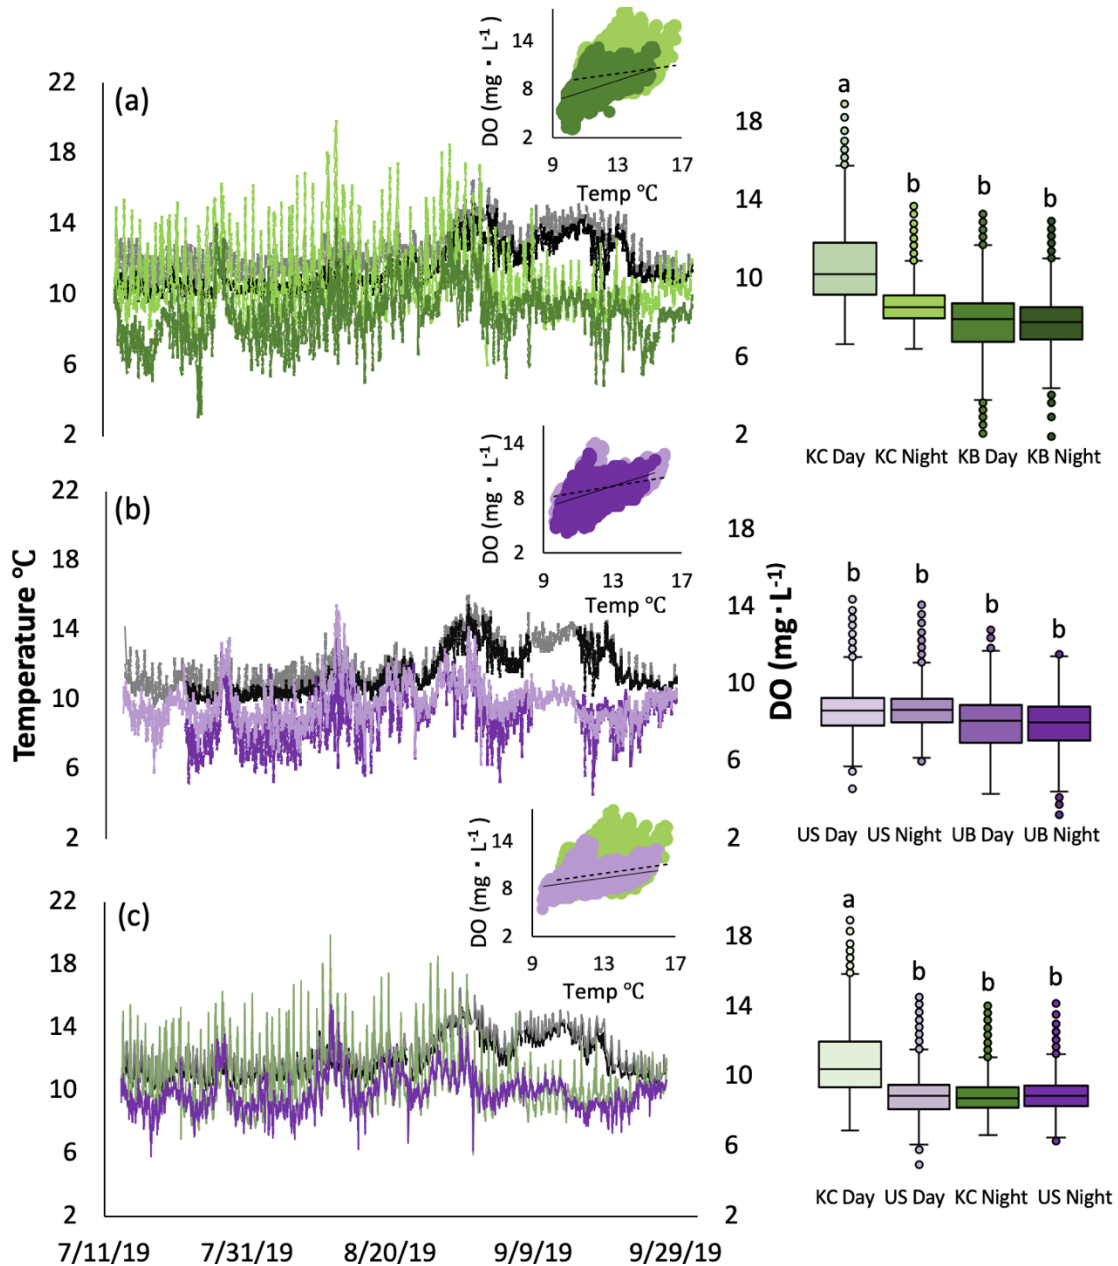 (a)
22
18
14
10
6
2
DO (mg · L⁻¹)
14
8
2
9 13 17
Temp °C
18
14
10
6
2
a
b
b
b
KC Day KC Night KB Day KB Night
(b)
22
18
14
10
6
2
DO (mg · L⁻¹)
14
8
2
9 13 17
Temp °C
18
14
10
6
2
b
b
b
b
US Day US Night UB Day UB Night
Temperature °C
DO (mg · L⁻¹)
(c)
22
18
14
10
6
2
DO (mg · L⁻¹)
14
8
2
9 13 17
Temp °C
18
14
10
6
2
a
b
b
b
KC Day US Day KC Night US Night
7/11/19 7/31/19 8/20/19 9/9/19 9/29/19